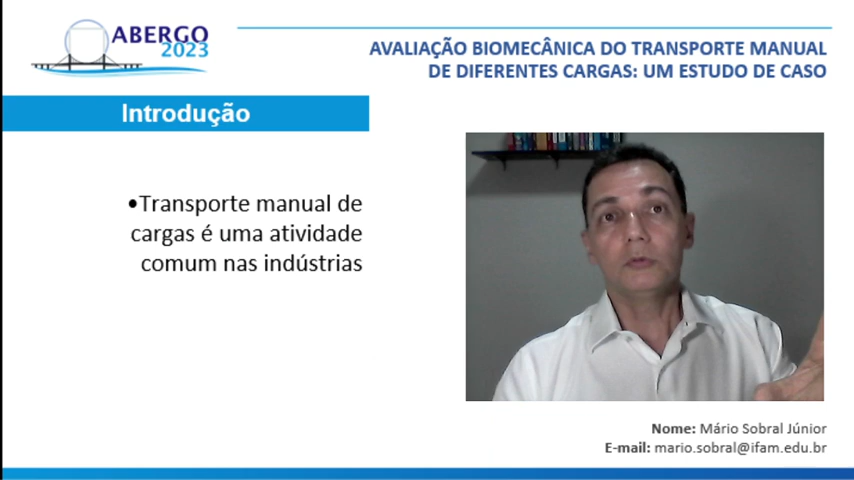 ABERGO
2023
AVALIAÇÃO BIOMECÂNICA DO TRANSPORTE MANUAL
DE DIFERENTES CARGAS: UM ESTUDO DE CASO
Introdução
•Transporte manual de
cargas é uma atividade
comum nas indústrias
Nome: Mário Sobral Júnior
E-mail: mario.sobral@ifam.edu.br